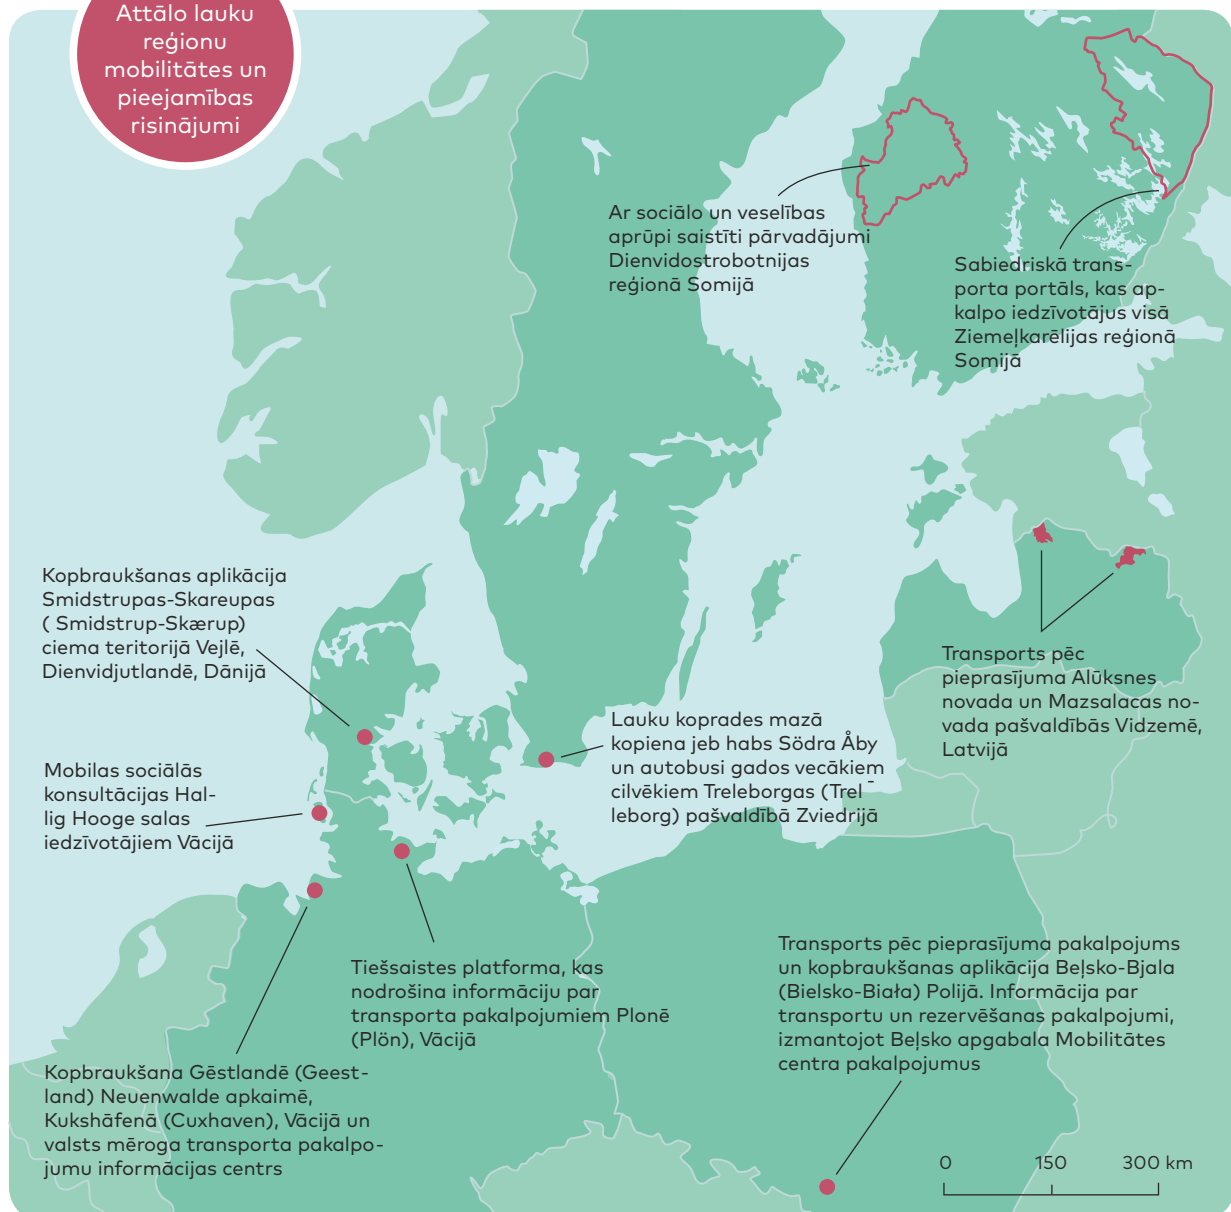 Attālo lauku
reģionu
mobilitātes un
pieejamības
risinājumi
Ar sociālo un veselības
aprūpi saistīti pārvadājumi
Dienvidostrobotnijas
reģionā Somijā
Sabiedriskā trans-
porta portāls, kas ap-
kalpo iedzīvotājus visā
Ziemeļkarēlijas reģionā
Somijā
Kopbraukšanas aplikācija
Smidstrupas-Skareupas
( Smidstrup-Skærup)
ciema teritorijā Vejlē,
Dienvidjutlandē, Dānijā
Transports pēc
pieprasījuma Alūksnes
novada un Mazsalacas no-
vada pašvaldībās Vidzemē,
Latvijā
Lauku koprades mazā
kopiena jeb habs Södra Åby
un autobusi gados vecākiem
cilvēkiem Treleborgas (Trel-
leborg) pašvaldībā Zviedrijā
Mobilas sociālās
konsultācijas Hal-
lig Hooge salas
iedzīvotājiem Vācijā
Tiešsaistes platforma, kas
nodrošina informāciju par
transporta pakalpojumiem Plonē
(Plön), Vācijā
Transports pēc pieprasījuma pakalpojums
un kopbraukšanas aplikācija Beļsko-Bjala
(Bielsko-Biała) Polijā. Informācija par
transportu un rezervēšanas pakalpojumi,
izmantojot Beļsko apgabala Mobilitātes
centra pakalpojumus
Kopbraukšana Gēstlandē (Geest-
land) Neuenwalde apkaimē,
Kukshāfenā (Cuxhaven), Vācijā un
valsts mēroga transporta pakalpo-
jumu informācijas centrs
0 150 300 km